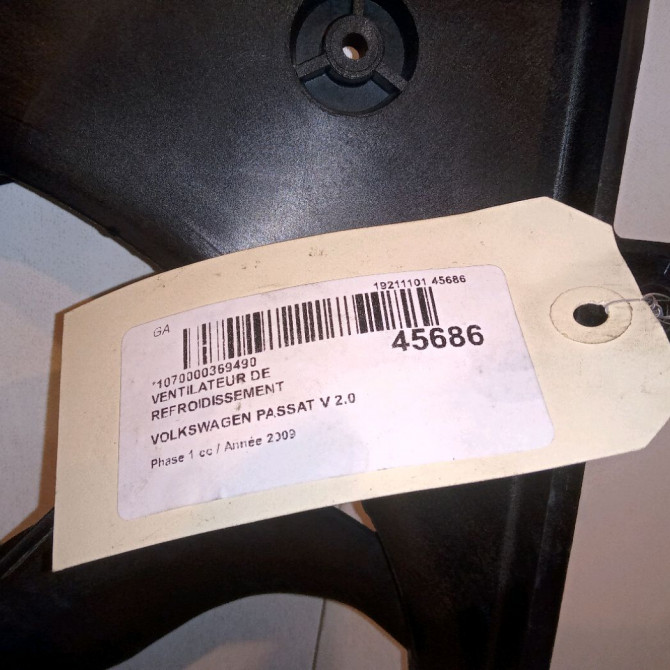 19211101 45686
GA
45686
*1070000369490
VENTILATEUR DE
REFROIDISSEMENT
VOLKSWAGEN PASSAT V 2.0
Phase 1 cc / Année 2009